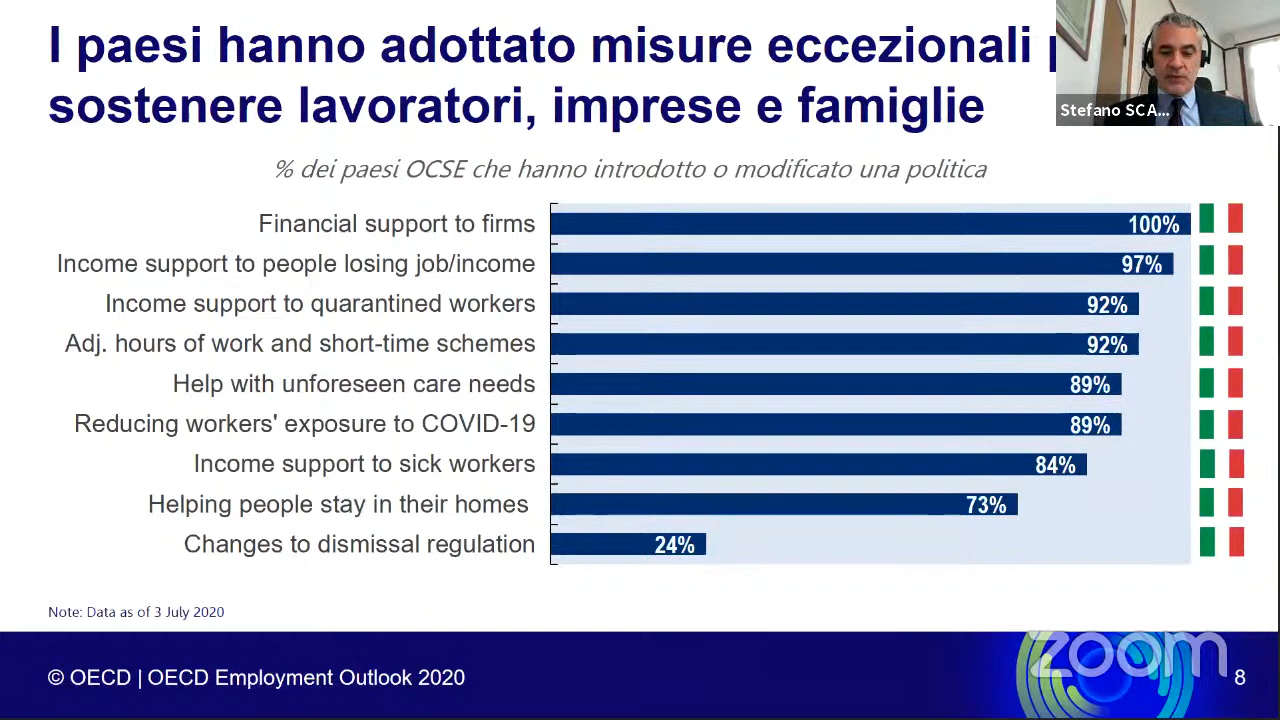 I paesi hanno adottato misure eccezionali
sostenere lavoratori, imprese e famiglie
Stefano SCA...
% dei paesi OCSE che hanno introdotto o modificato una politica
Financial support to firms 100%
Income support to people losing job/income 97%
Income support to quarantined workers 92%
Adj. hours of work and short-time schemes 92%
Help with unforeseen care needs 89%
Reducing workers' exposure to COVID-19 89%
Income support to sick workers 84%
Helping people stay in their homes 73%
Changes to dismissal regulation 24%
Note: Data as of 3 July 2020
© OECD | OECD Employment Outlook 2020
zoom
8